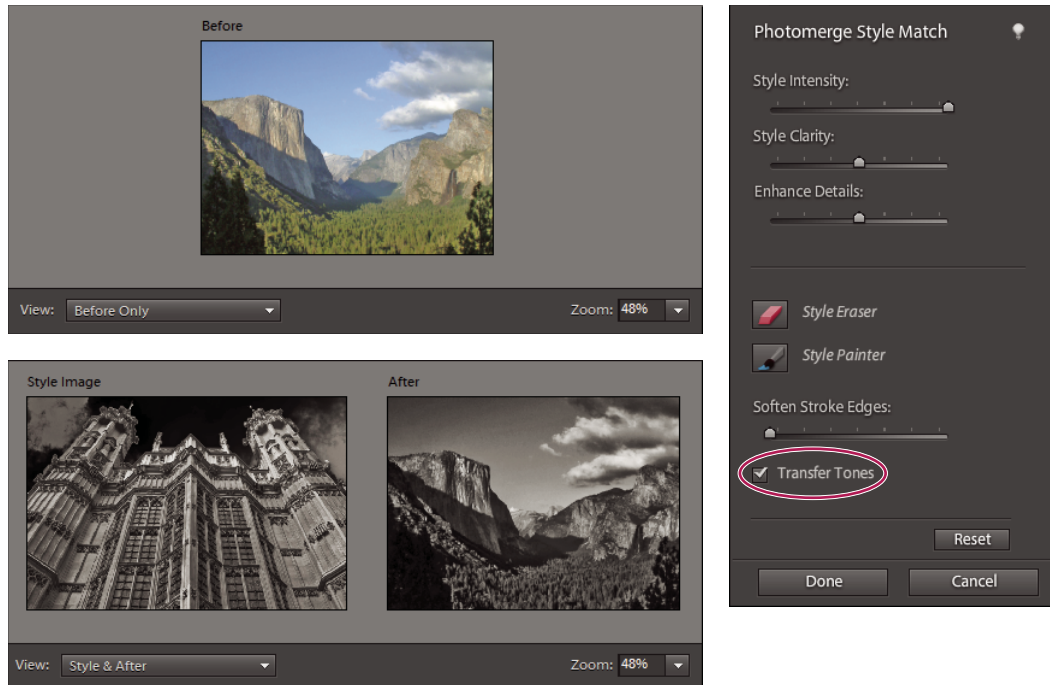 Before
View: Before Only Zoom: 48%
Style Image After
View: Style & After Zoom: 48%
Photomerge Style Match
Style Intensity:
Style Clarity:
Enhance Details:
Style Eraser
Style Painter
Soften Stroke Edges:
Transfer Tones
Reset
Done Cancel